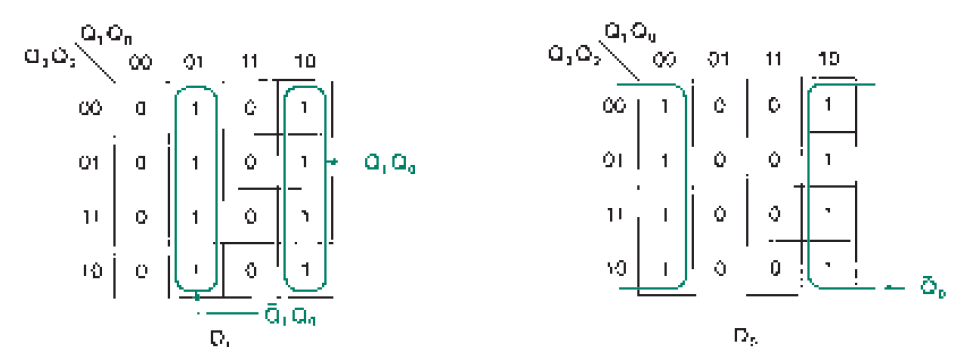 Q₁Q₀
Q₃Q₂
00 01 11 10
00 0 1 0 1
01 0 1 0 1
11 0 1 0 1
10 0 1 0 1
Q₁Q₀
Q̄₁Q₀
D₁
Q₁Q₀
Q₃Q₂
00 01 11 10
00 1 0 0 1
01 1 0 0 1
11 1 0 0 1
10 1 0 0 1
Q̄₀
D₀